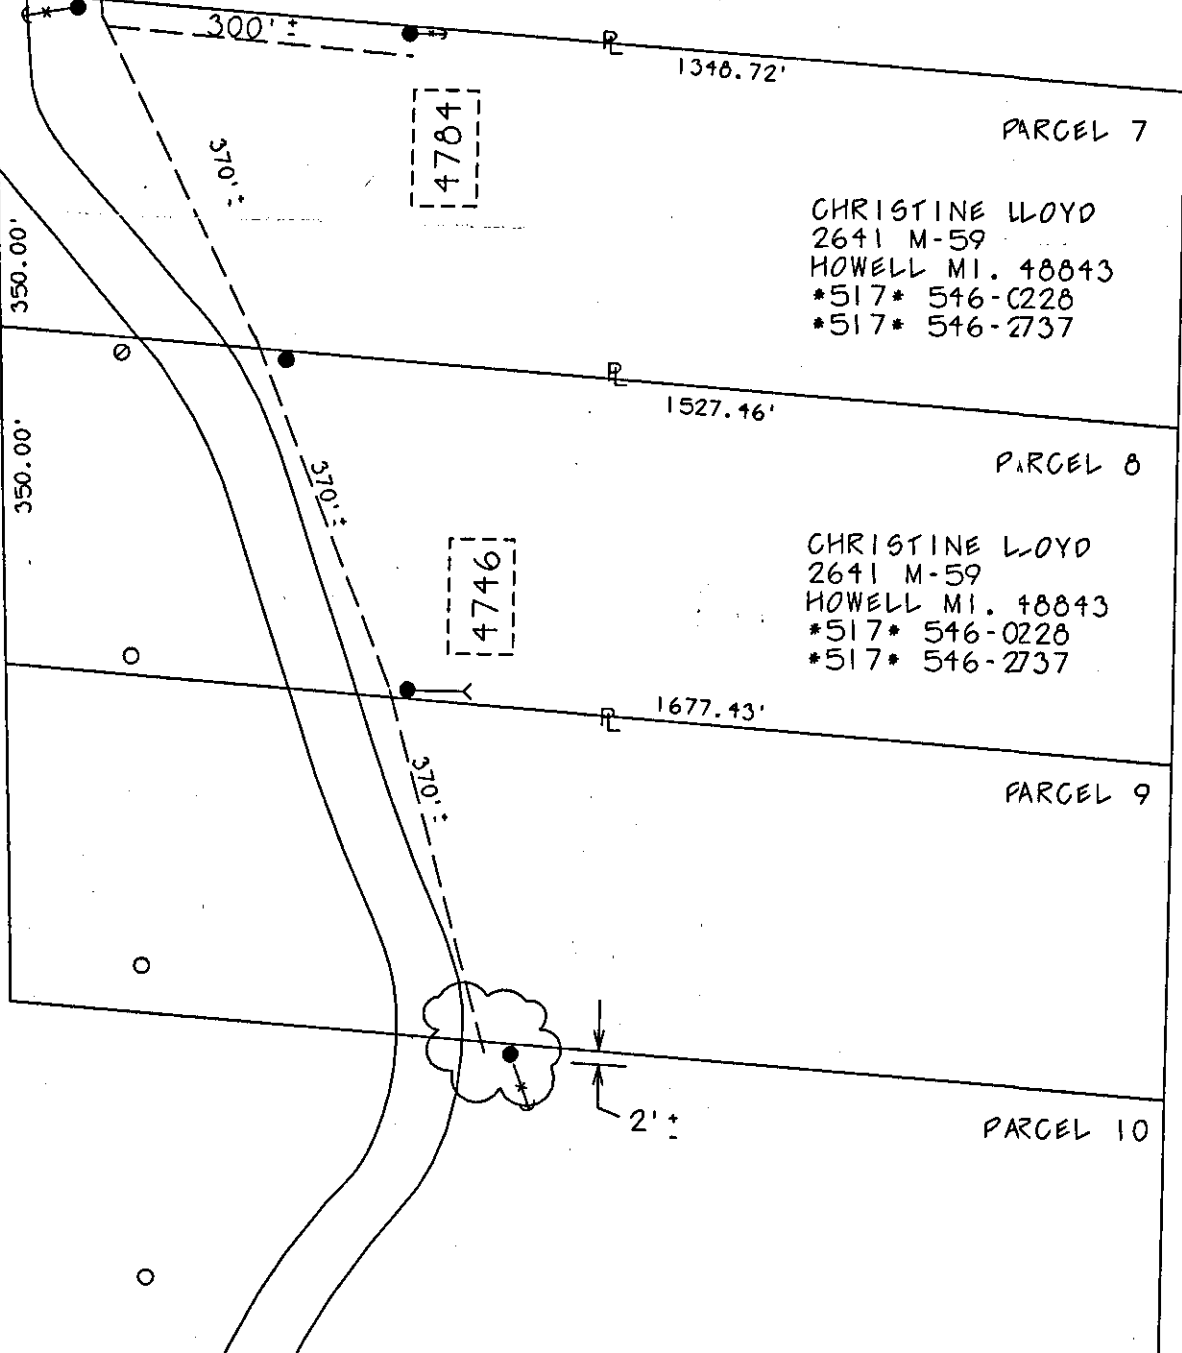 300' ±
PL
1348.72'
PARCEL 7
4784
370' ±
CHRISTINE LLOYD
2641 M-59
HOWELL MI. 48843
*517* 546-0228
*517* 546-2737
350.00'
PL
1527.46'
PARCEL 8
350.00'
370' ±
4746
CHRISTINE LLOYD
2641 M-59
HOWELL MI. 48843
*517* 546-0228
*517* 546-2737
PL
1677.43'
370' ±
PARCEL 9
2' ±
PARCEL 10